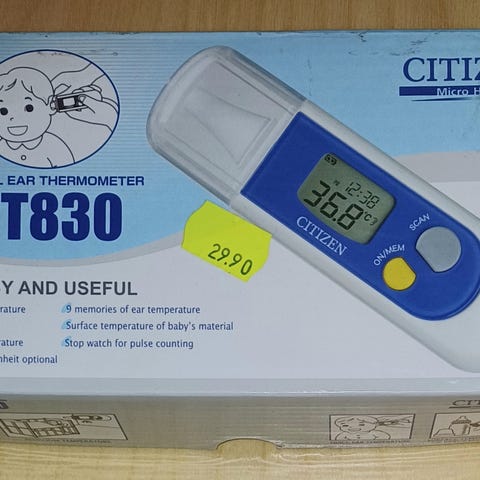 CITIZ
Micro H
L EAR THERMOMETER
T830
12:38
36.8°C
CITIZEN
SCAN
ON/MEM
29.90
Y AND USEFUL
rature
9 memories of ear temperature
Surface temperature of baby's material
rature
Stop watch for pulse counting
nheit optional
CITI